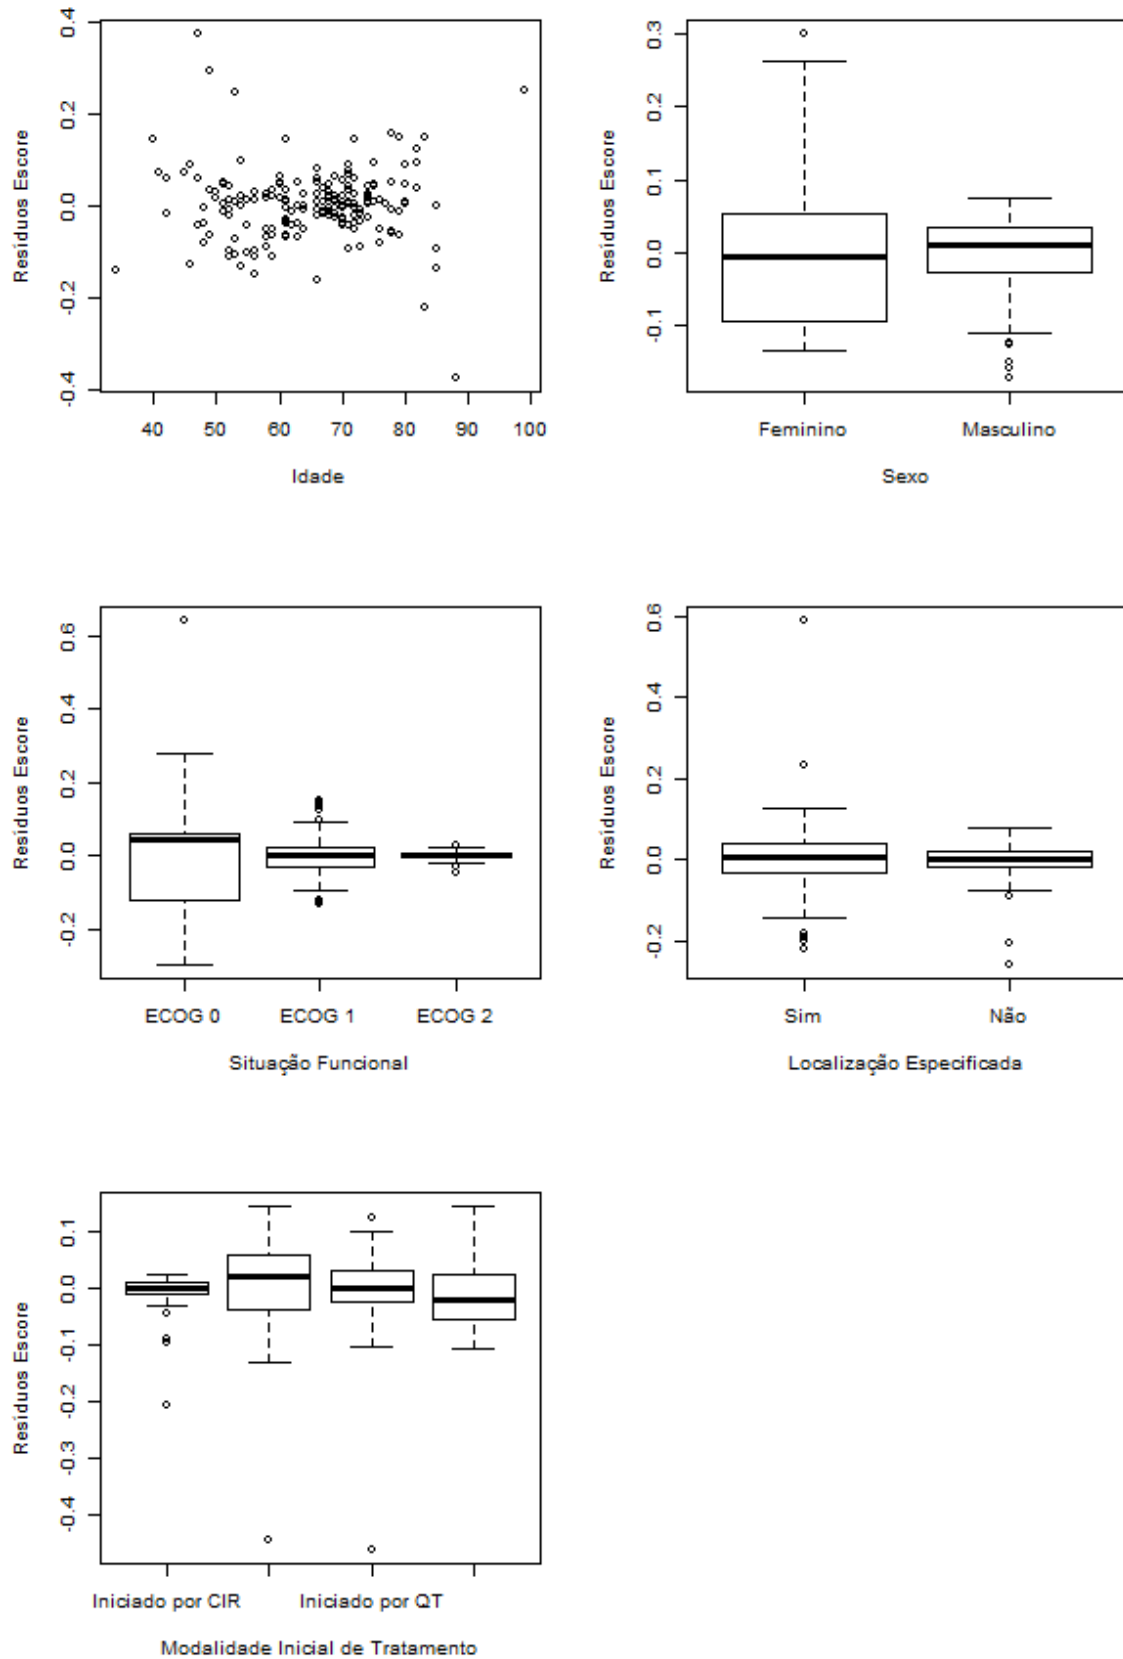 Resíduos Escore
0.4
0.2
0.0
-0.2
-0.4
40 50 60 70 80 90 100
Idade
Resíduos Escore
0.3
0.2
0.1
0.0
-0.1
Feminino Masculino
Sexo
Resíduos Escore
0.6
0.4
0.2
0.0
-0.2
ECOG 0 ECOG 1 ECOG 2
Situação Funcional
Resíduos Escore
0.6
0.4
0.2
0.0
-0.2
Sim Não
Localização Especificada
Resíduos Escore
0.1
0.0
-0.1
-0.2
-0.3
-0.4
Iniciado por CIR Iniciado por QT
Modalidade Inicial de Tratamento